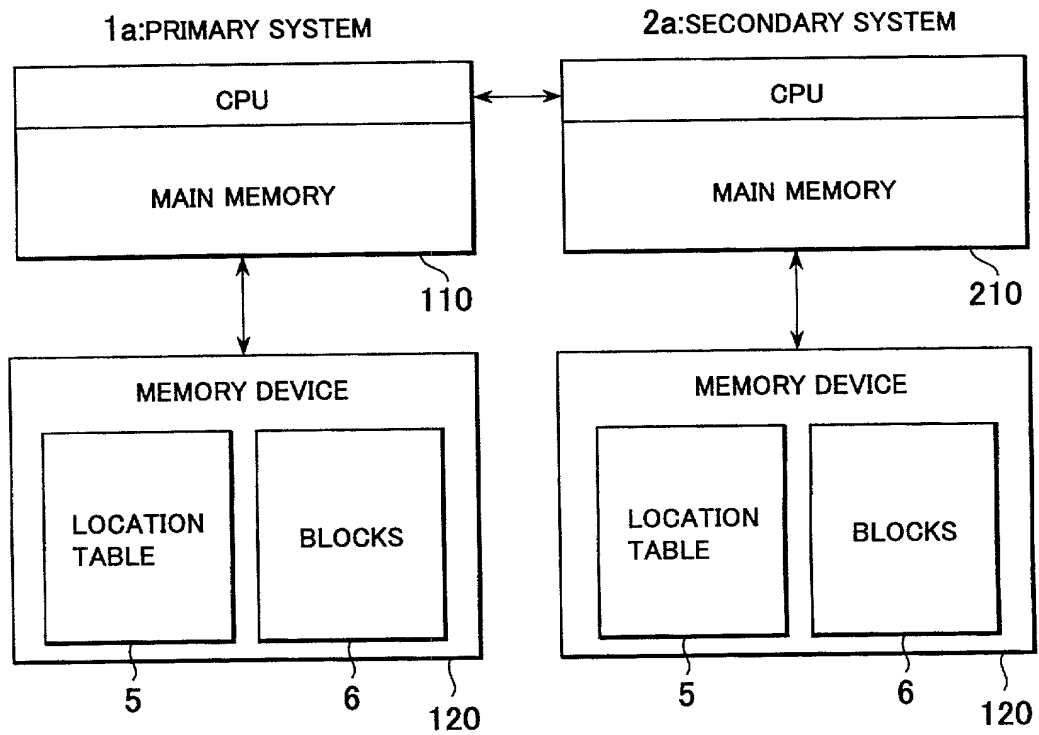 1a:PRIMARY SYSTEM
2a:SECONDARY SYSTEM
CPU
CPU
MAIN MEMORY
MAIN MEMORY
110
210
MEMORY DEVICE
MEMORY DEVICE
LOCATION
TABLE
BLOCKS
LOCATION
TABLE
BLOCKS
5
6
120
5
6
120